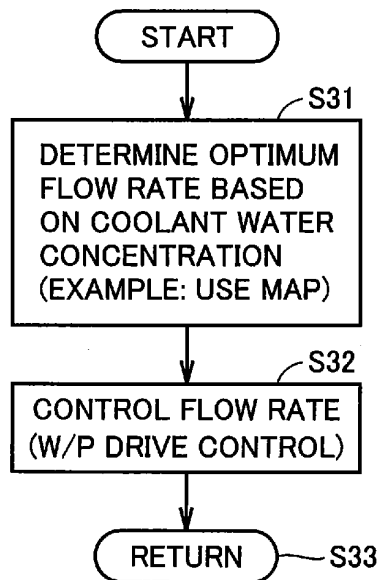 START
S31
DETERMINE OPTIMUM
FLOW RATE BASED
ON COOLANT WATER
CONCENTRATION
(EXAMPLE: USE MAP)
S32
CONTROL FLOW RATE
(W/P DRIVE CONTROL)
RETURN
S33